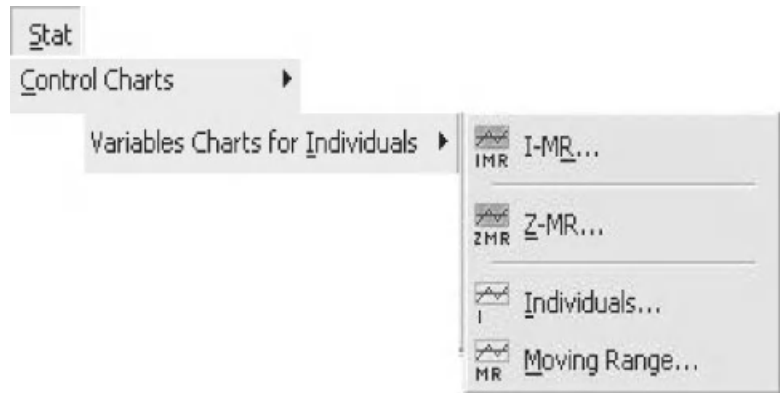 Stat
Control Charts
Variables Charts for Individuals
IMR I-MR...
ZMR Z-MR...
I Individuals...
MR Moving Range...